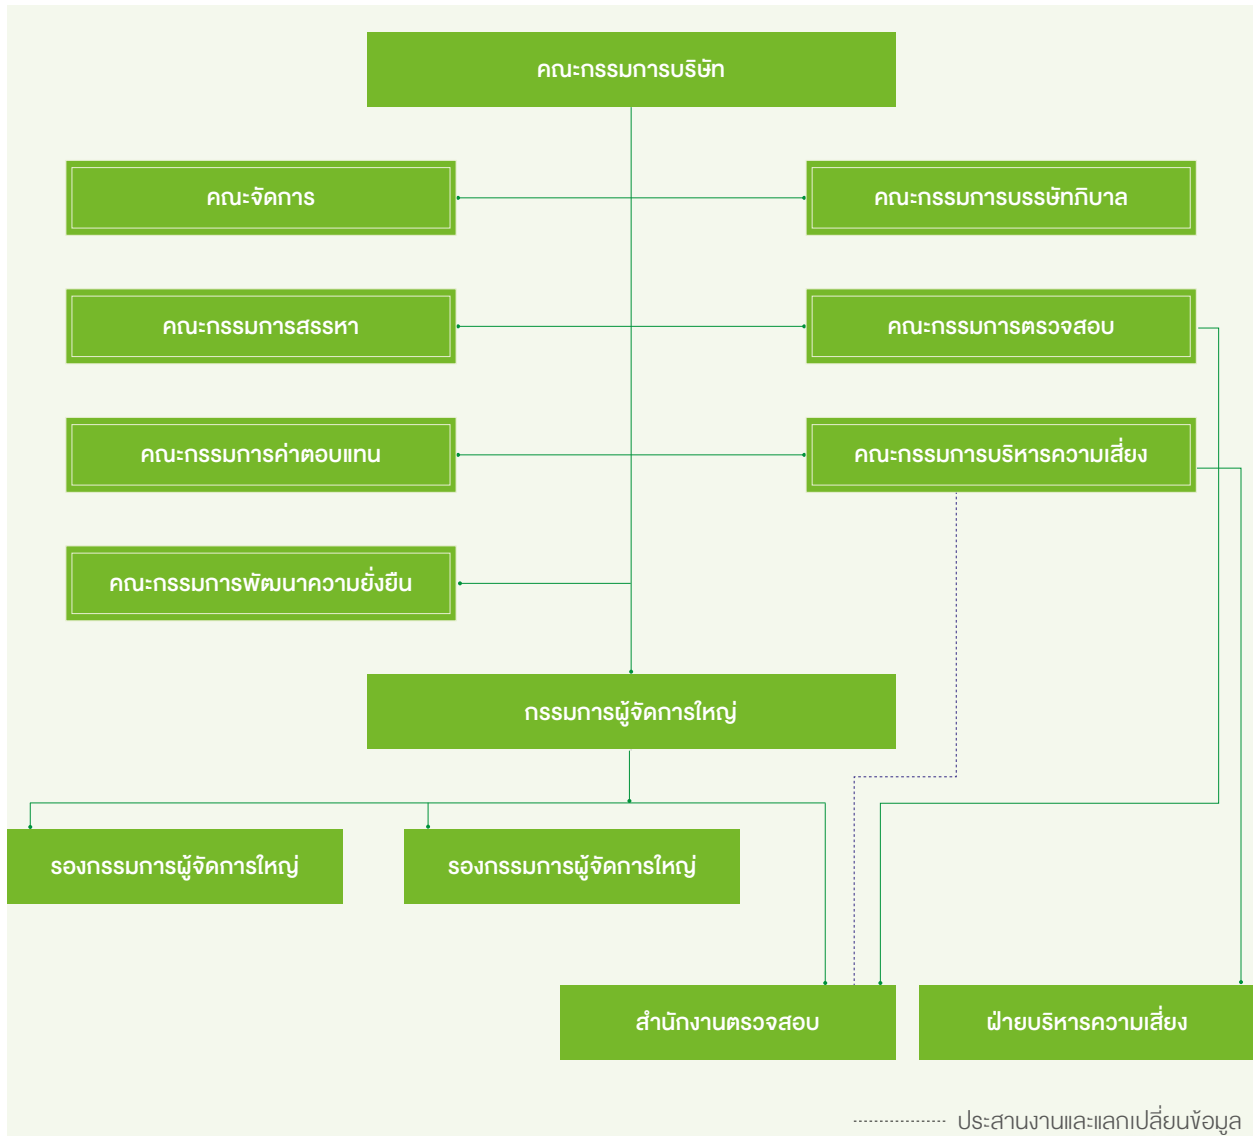 คณะกรรมการบริษัท
คณะจัดการ
คณะกรรมการบรรษัทภิบาล
คณะกรรมการสรรหา
คณะกรรมการตรวจสอบ
คณะกรรมการค่าตอบแทน
คณะกรรมการบริหารความเสี่ยง
คณะกรรมการพัฒนาความยั่งยืน
กรรมการผู้จัดการใหญ่
รองกรรมการผู้จัดการใหญ่
รองกรรมการผู้จัดการใหญ่
สำนักงานตรวจสอบ
ฝ่ายบริหารความเสี่ยง
ประสานงานและแลกเปลี่ยนข้อมูล